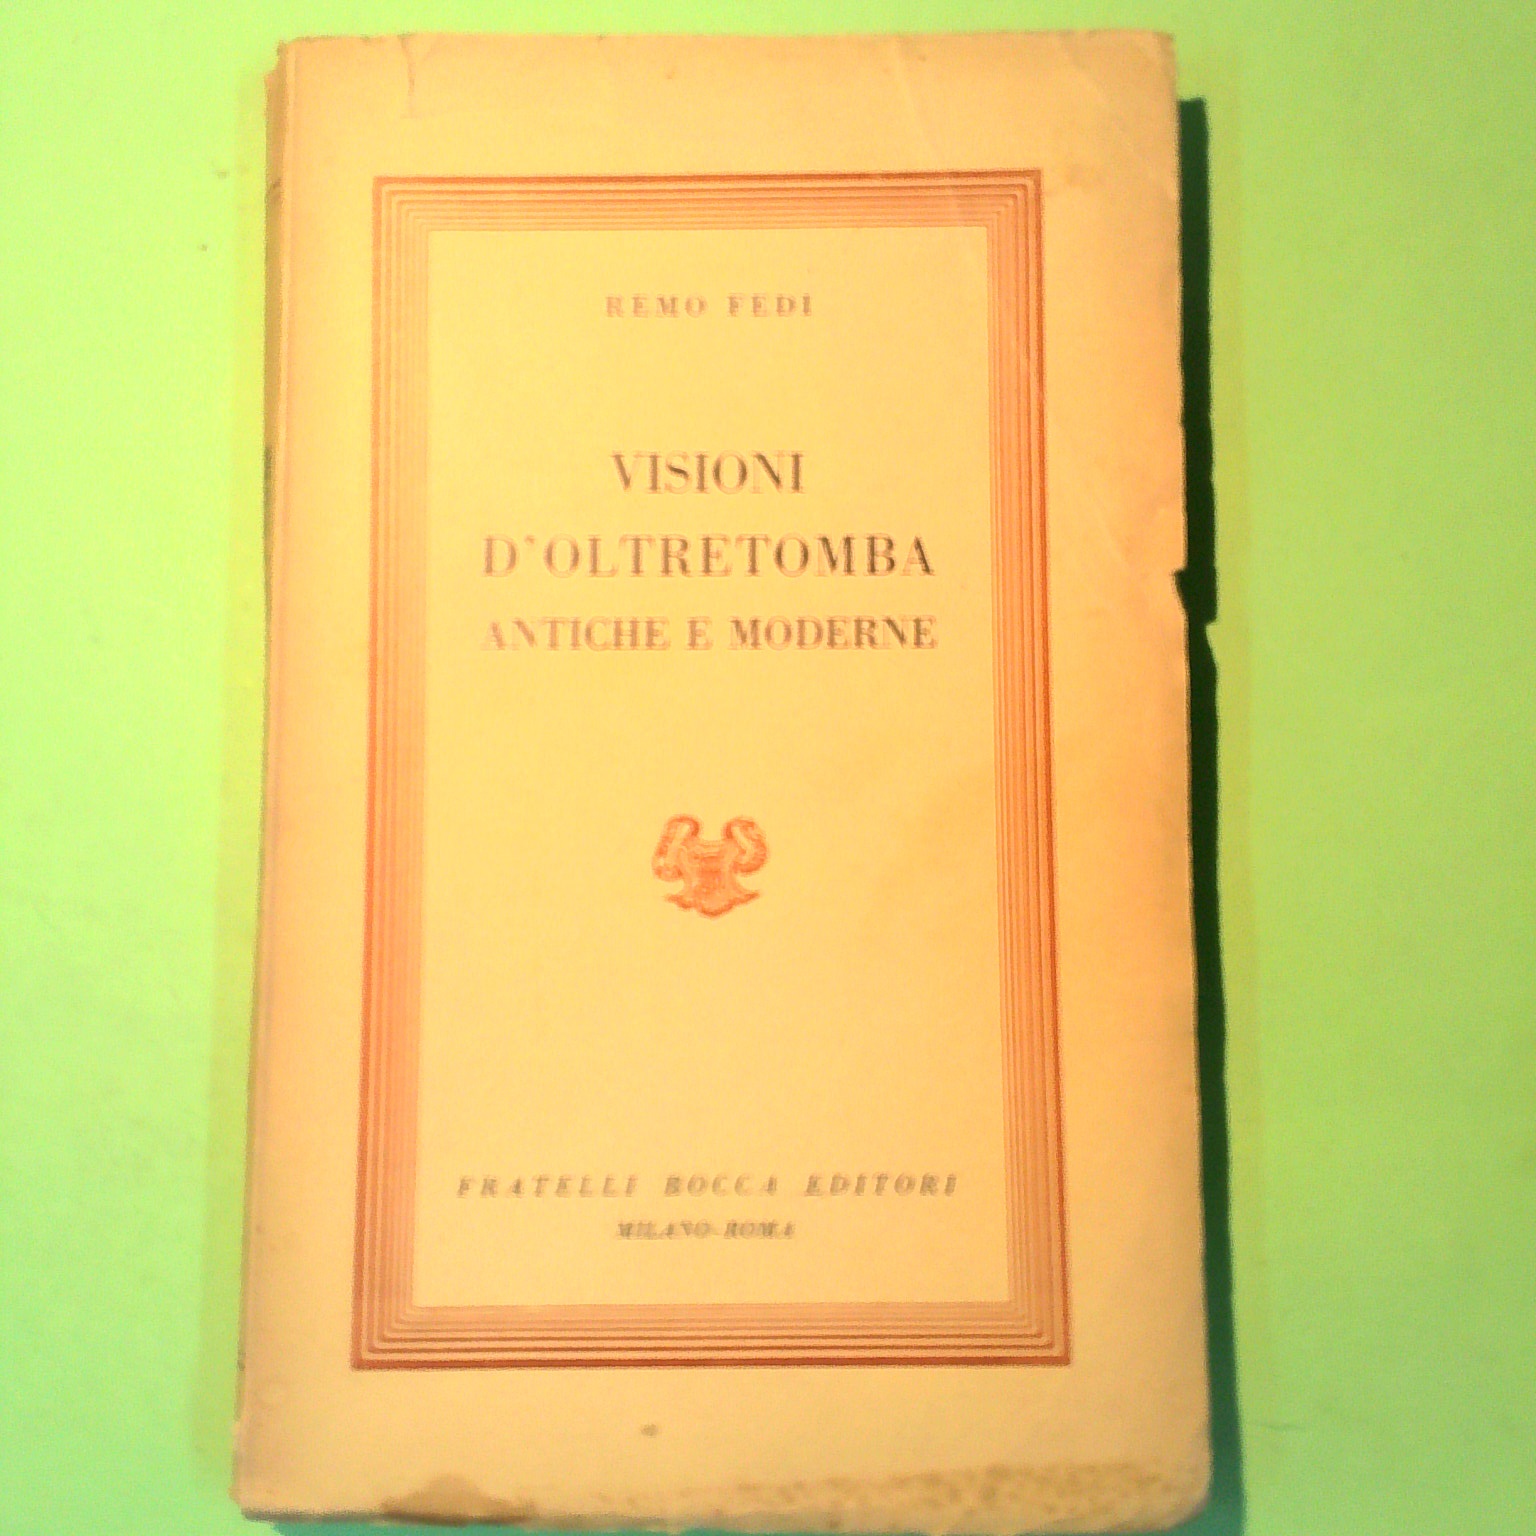 REMO FEDI
VISIONI
D'OLTRETOMBA
ANTICHE E MODERNE
FRATELLI BOCCA EDITORI
MILANO-ROMA